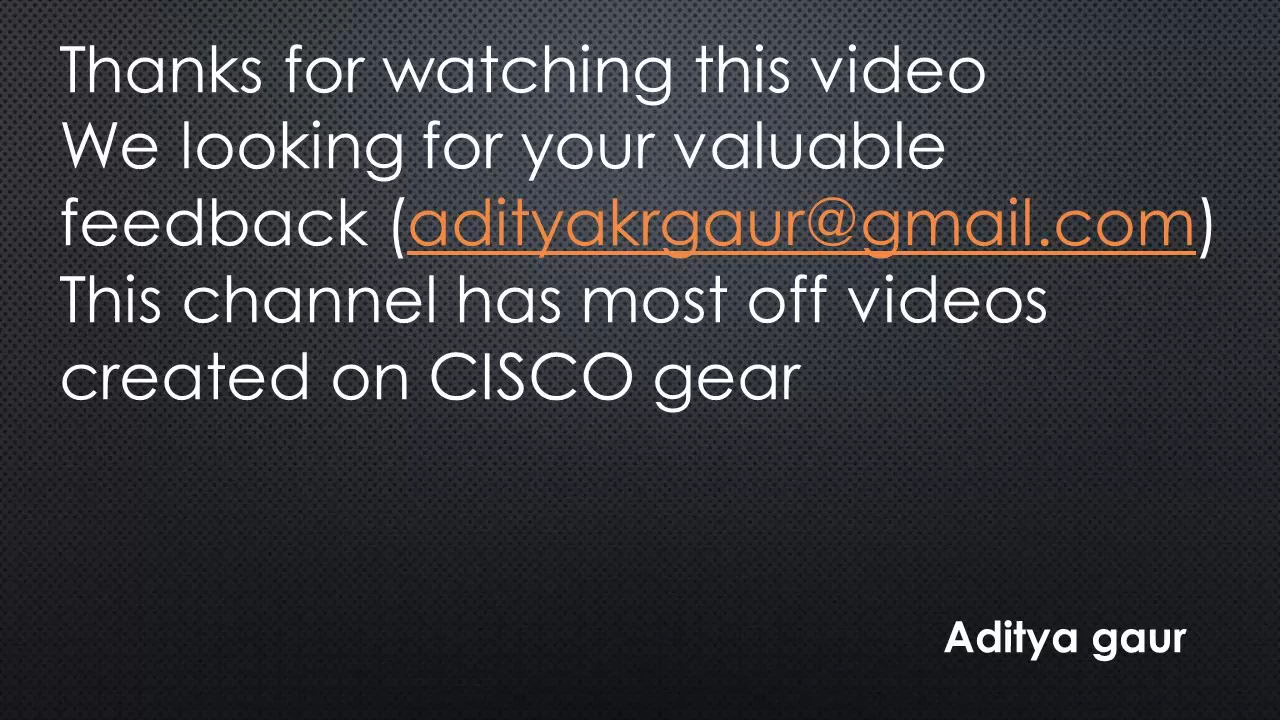 Thanks for watching this video
We looking for your valuable
feedback (adityakrgaur@gmail.com)
This channel has most off videos
created on CISCO gear
Aditya gaur